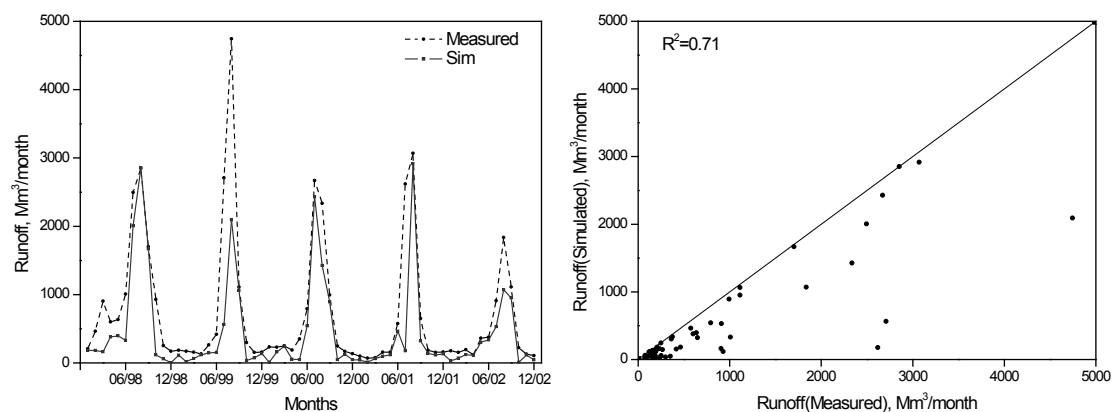 5000
4000
3000
2000
1000
0
Runoff, Mm³/month
Measured
Sim
06/98 12/98 06/99 12/99 06/00 12/00 06/01 12/01 06/02 12/02
Months
R²=0.71
5000
4000
3000
2000
1000
0
Runoff(Simulated), Mm³/month
0 1000 2000 3000 4000 5000
Runoff(Measured), Mm³/month